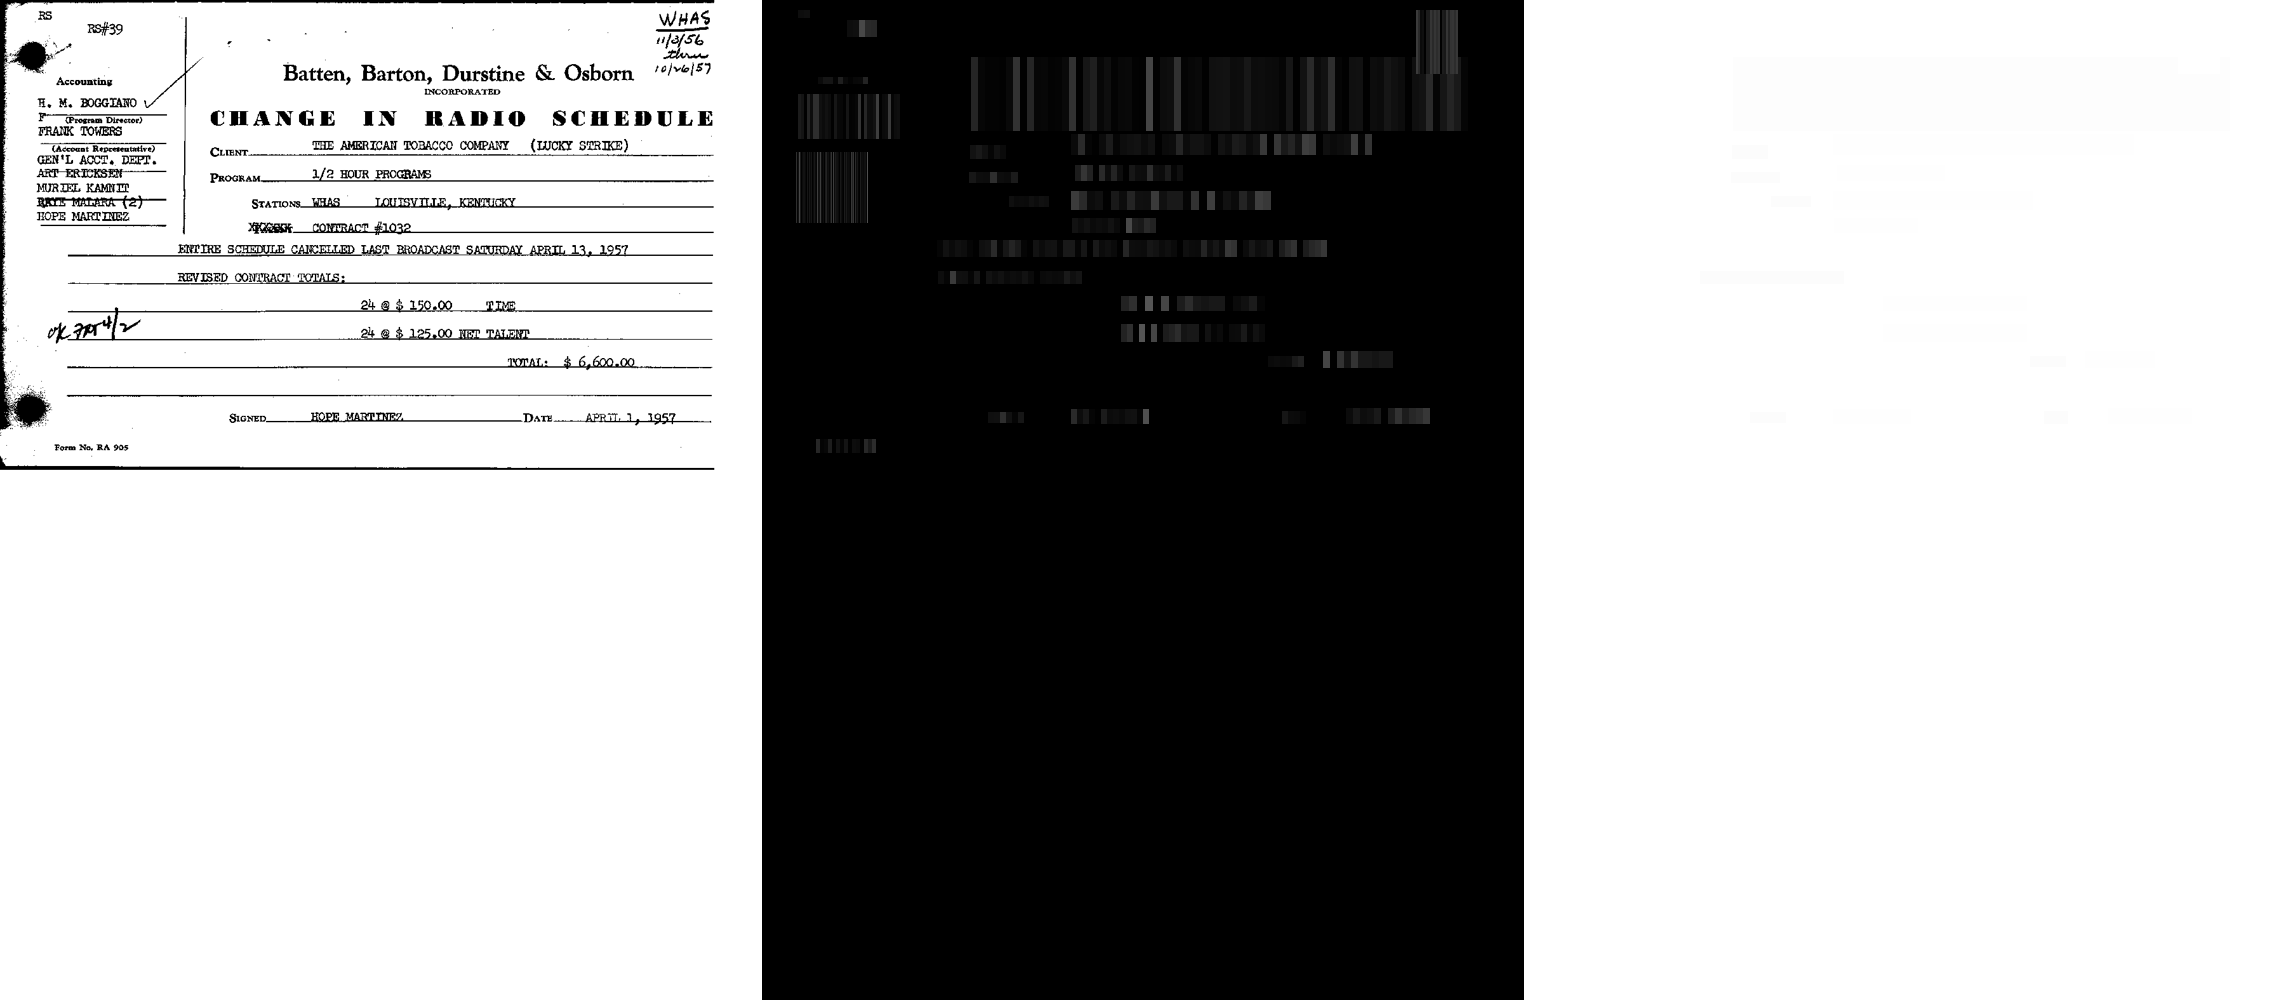 RS
RS#39
WHAS
11/3/56
thru
10/26/57
Accounting
H. M. BOGGIANO
F
(Program Director)
FRANK TOWERS
(Account Representative)
GEN'L ACCT. DEPT.
ART ERICKSEN
MURIEL KAMNIT
MALARA (2)
HOPE MARTINEZ
Batten, Barton, Durstine & Osborn
INCORPORATED
CHANGE IN RADIO SCHEDULE
CLIENT THE AMERICAN TOBACCO COMPANY (LUCKY STRIKE)
PROGRAM 1/2 HOUR PROGRAMS
STATIONS WHAS LOUISVILLE, KENTUCKY
CONTRACT #1032
ENTIRE SCHEDULE CANCELLED LAST BROADCAST SATURDAY APRIL 13, 1957
REVISED CONTRACT TOTALS:
24 @ $ 150.00 TIME
24 @ $ 125.00 NET TALENT
TOTAL: $ 6,600.00
OK 4/2
SIGNED HOPE MARTINEZ DATE APRIL 1, 1957
Form No. RA 905